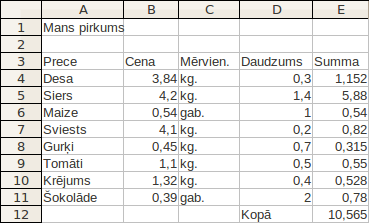 A B C D E
1 Mans pirkums
2
3 Prece Cena Mērvien. Daudzums Summa
4 Desa 3,84 kg. 0,3 1,152
5 Siers 4,2 kg. 1,4 5,88
6 Maize 0,54 gab. 1 0,54
7 Sviests 4,1 kg. 0,2 0,82
8 Gurķi 0,45 kg. 0,7 0,315
9 Tomāti 1,1 kg. 0,5 0,55
10 Krējums 1,32 kg. 0,4 0,528
11 Šokolāde 0,39 gab. 2 0,78
12 Kopā 10,565